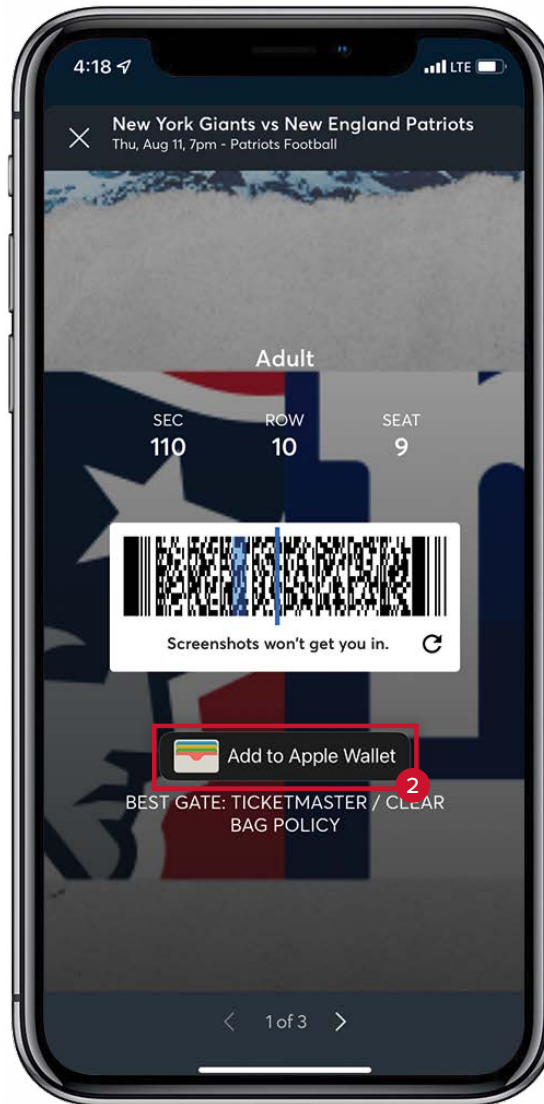 4:18
LTE
New York Giants vs New England Patriots
Thu, Aug 11, 7pm - Patriots Football
Adult
SEC ROW SEAT
110 10 9
Screenshots won't get you in.
Add to Apple Wallet
2
BEST GATE: TICKETMASTER / CLEAR
BAG POLICY
1 of 3